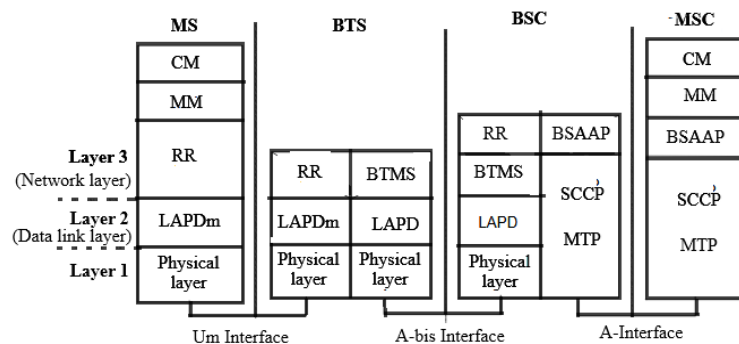 MS
BTS
BSC
MSC
CM
CM
MM
MM
RR
BSAAP
BSAAP
Layer 3
(Network layer)
RR
RR
BTMS
BTMS
SCCP
SCCP
Layer 2
(Data link layer)
LAPDm
LAPDm
LAPD
LAPD
MTP
MTP
Layer 1
Physical
layer
Physical
layer
Physical
layer
Physical
layer
Um Interface
A-bis Interface
A-Interface